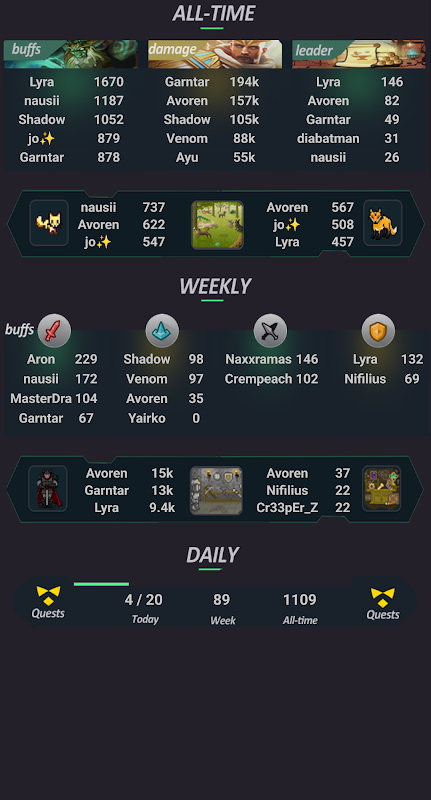 ALL-TIME
buffs damage leader
Lyra 1670 Garntar 194k Lyra 146
nausii 1187 Avoren 157k Avoren 82
Shadow 1052 Shadow 105k Garntar 49
jo✨ 879 Venom 88k diabatman 31
Garntar 878 Ayu 55k nausii 26
nausii 737 Avoren 567
Avoren 622 jo✨ 508
jo✨ 547 Lyra 457
WEEKLY
buffs
Aron 229 Shadow 98 Naxxramas 146 Lyra 132
nausii 172 Venom 97 Crempeach 102 Nifilius 69
MasterDra 104 Avoren 35
Garntar 67 Yairko 0
Avoren 15k Avoren 37
Garntar 13k Nifilius 22
Lyra 9.4k Cr33pEr_Z 22
DAILY
Quests 4 / 20 89 1109 Quests
Today Week All-time